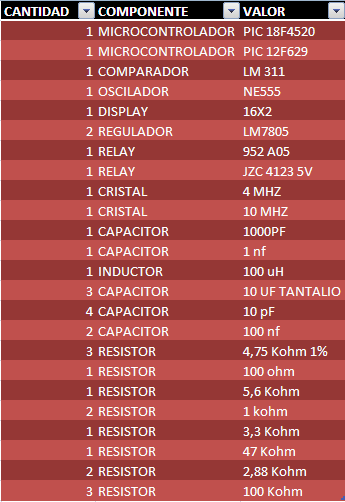 CANTIDAD COMPONENTE VALOR
1 MICROCONTROLADOR PIC 18F4520
1 MICROCONTROLADOR PIC 12F629
1 COMPARADOR LM 311
1 OSCILADOR NE555
1 DISPLAY 16X2
2 REGULADOR LM7805
1 RELAY 952 A05
1 RELAY JZC 4123 5V
1 CRISTAL 4 MHZ
1 CRISTAL 10 MHZ
1 CAPACITOR 1000PF
1 CAPACITOR 1 nf
1 INDUCTOR 100 uH
3 CAPACITOR 10 UF TANTALIO
4 CAPACITOR 10 pF
2 CAPACITOR 100 nf
3 RESISTOR 4,75 Kohm 1%
1 RESISTOR 100 ohm
1 RESISTOR 5,6 Kohm
2 RESISTOR 1 kohm
1 RESISTOR 3,3 Kohm
1 RESISTOR 47 Kohm
2 RESISTOR 2,88 Kohm
3 RESISTOR 100 Kohm